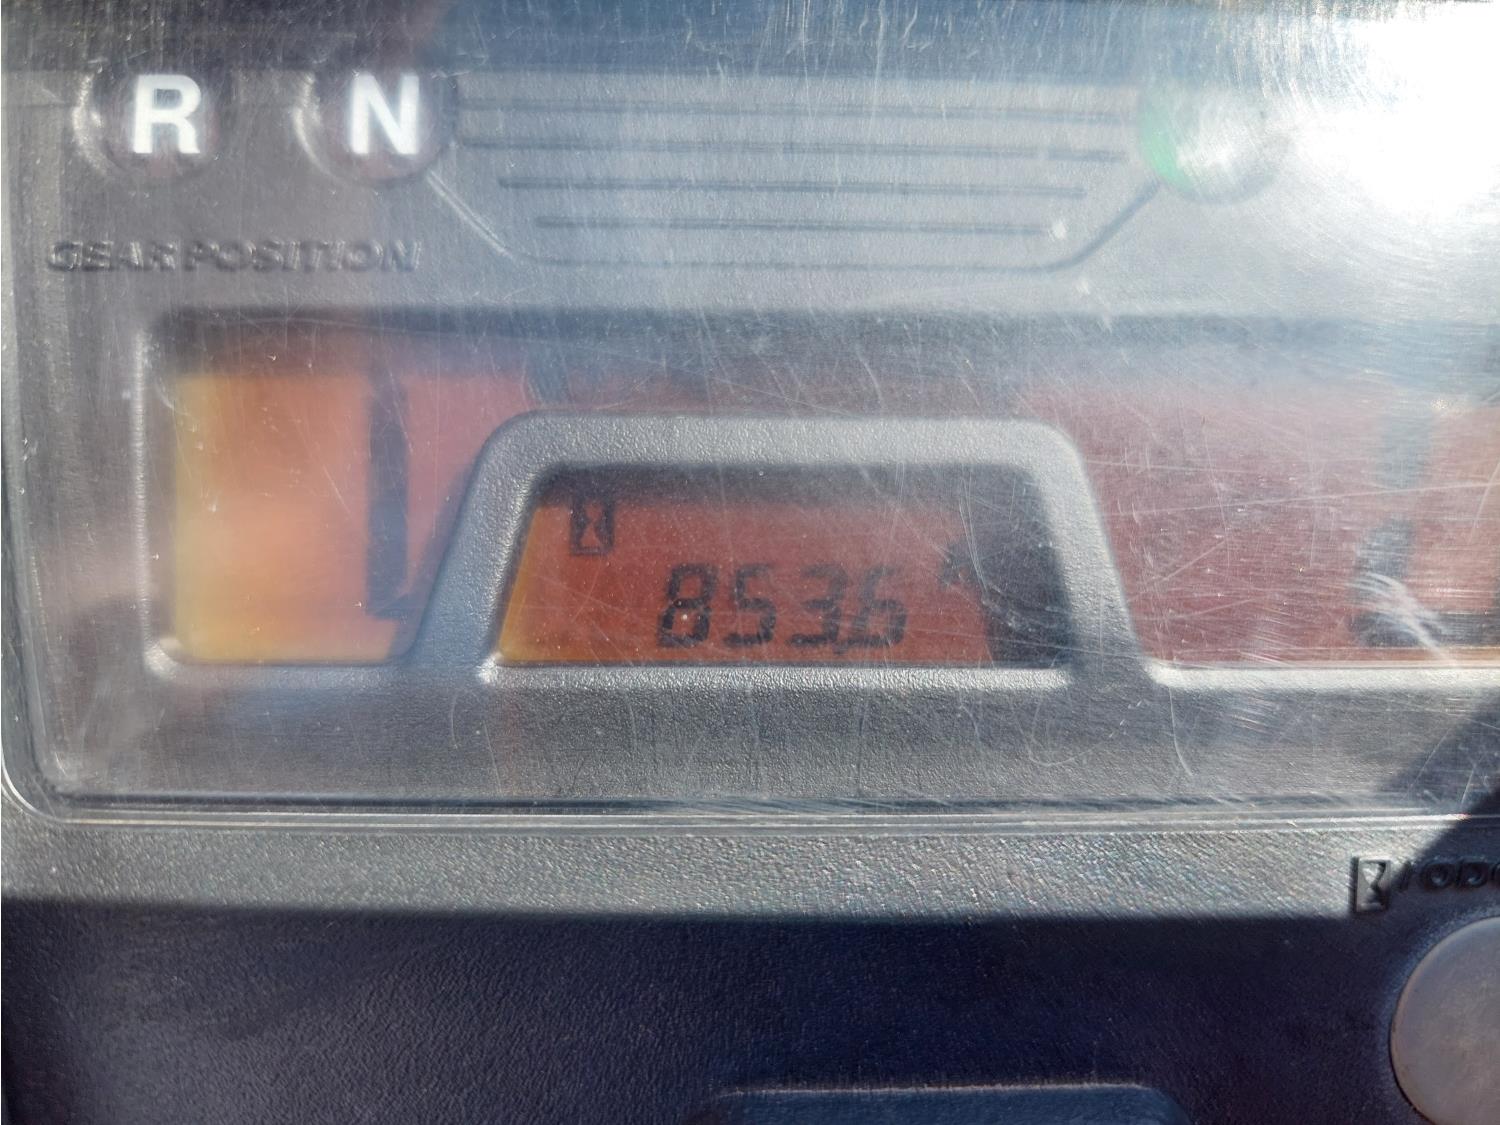 R N
GEAR POSITION
853.6